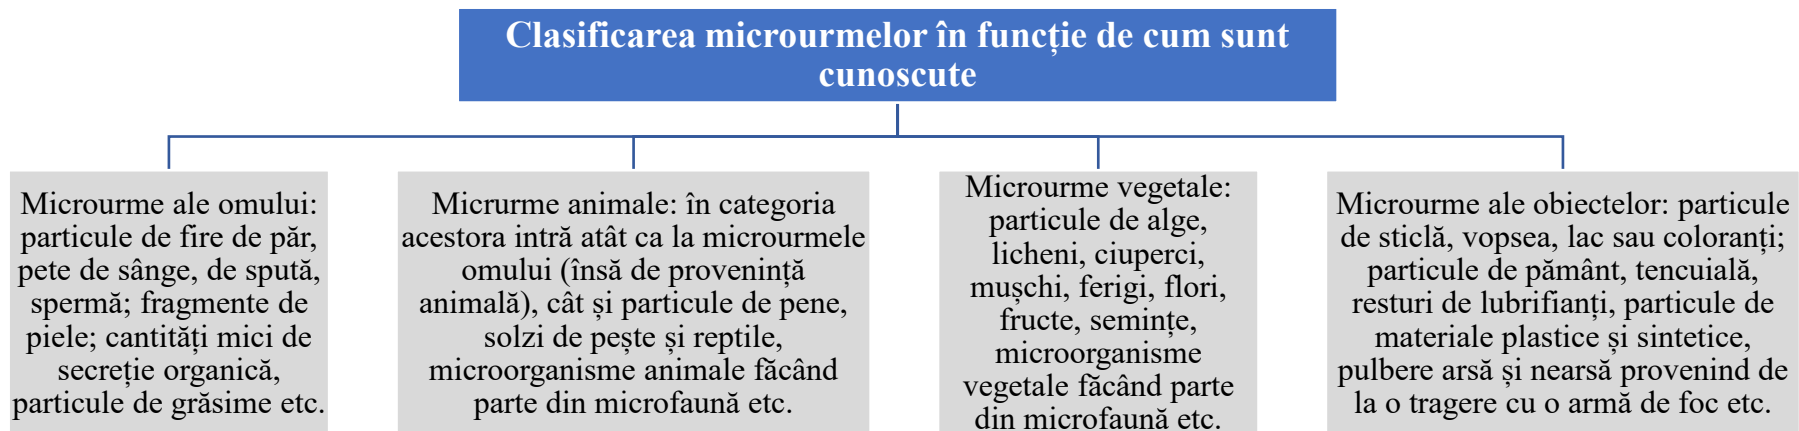 Clasificarea microurmelor în funcție de cum sunt
cunoscute
Microurme ale omului:
particule de fire de păr,
pete de sânge, de spută,
spermă; fragmente de
piele; cantități mici de
secreție organică,
particule de grăsime etc.
Micrurme animale: în categoria
acestora intră atât ca la microurmele
omului (însă de provenință
animală), cât și particule de pene,
solzi de pește și reptile,
microorganisme animale făcând
parte din microfaună etc.
Microurme vegetale:
particule de alge,
licheni, ciuperci,
mușchi, ferigi, flori,
fructe, semințe,
microorganisme
vegetale făcând parte
din microfaună etc.
Microurme ale obiectelor: particule
de sticlă, vopsea, lac sau coloranți;
particule de pământ, tencuială,
resturi de lubrifianți, particule de
materiale plastice și sintetice,
pulbere arsă și nearsă provenind de
la o tragere cu o armă de foc etc.